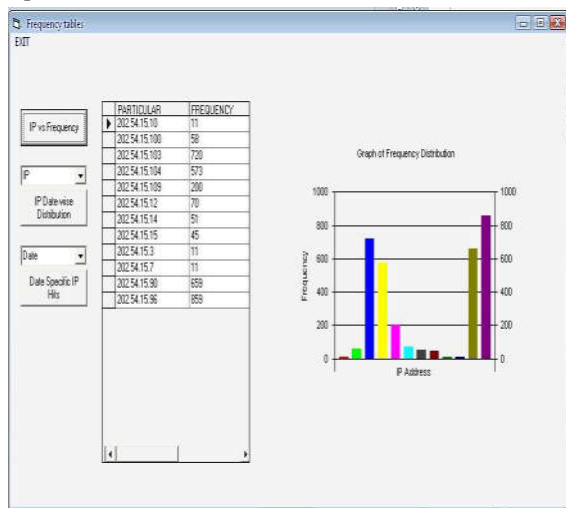 Frequency tables
EXIT
IP vs Frequency
IP
IP Date wise
Distribution
Date
Date Specific IP
Hits
PARTICULAR FREQUENCY
202.54.15.10 11
202.54.15.100 58
202.54.15.103 720
202.54.15.104 573
202.54.15.109 200
202.54.15.12 70
202.54.15.14 51
202.54.15.15 45
202.54.15.3 11
202.54.15.7 11
202.54.15.90 659
202.54.15.96 859
Graph of Frequency Distribution
1000 1000
800 800
600 600
400 400
200 200
0 0
Frequency
IP Address